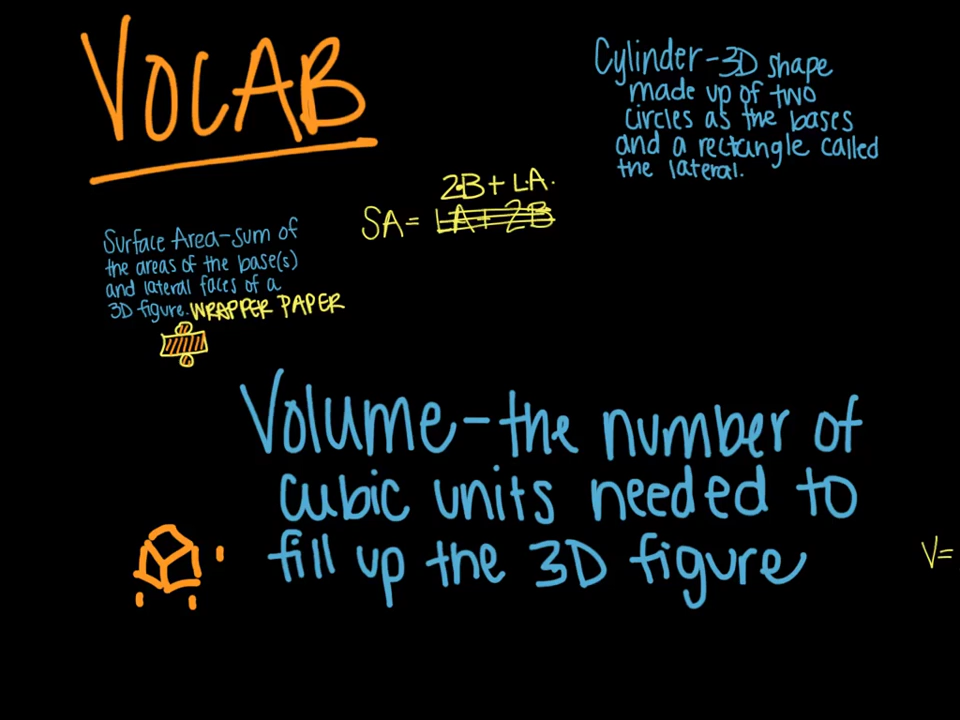 VOCAB
Cylinder - 3D shape
made up of two
circles as the bases
and a rectangle called
the lateral.
2·B + L.A.
SA = LA + 2B
Surface Area - sum of
the areas of the base(s)
and lateral faces of a
3D figure. WRAPPER PAPER
Volume - the number of
cubic units needed to
fill up the 3D figure
V=